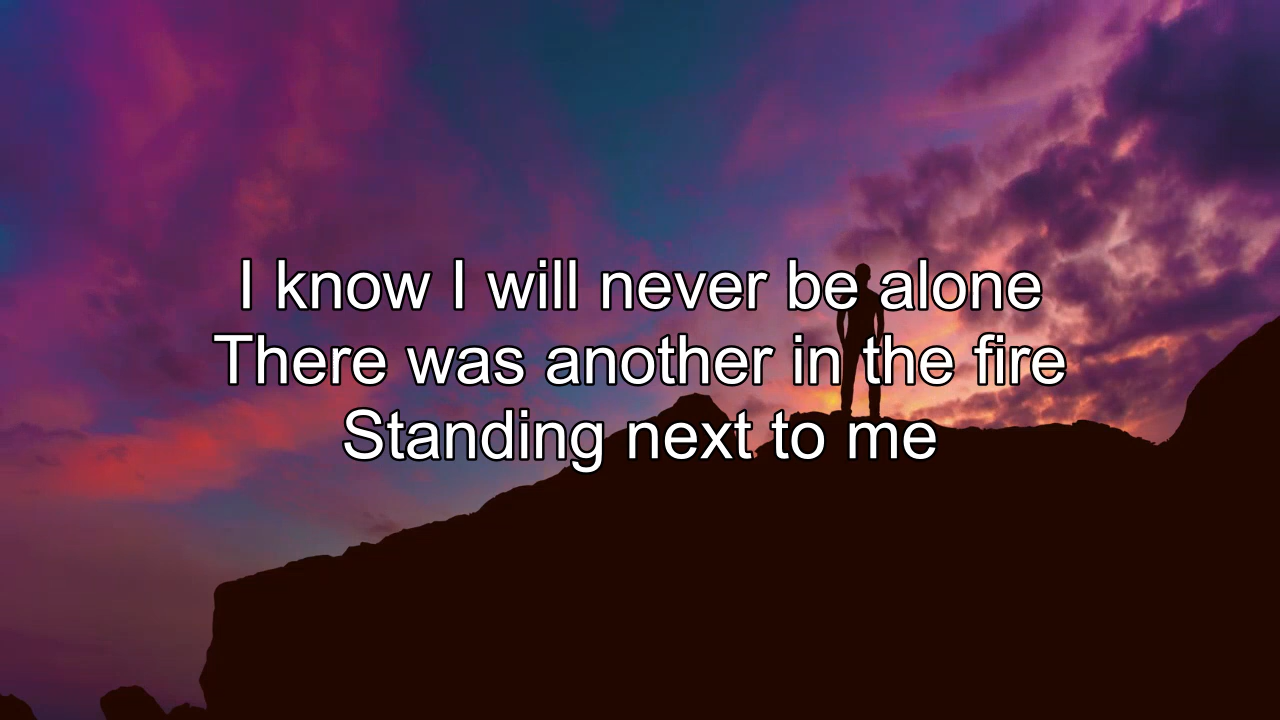 I know I will never be alone
There was another in the fire
Standing next to me